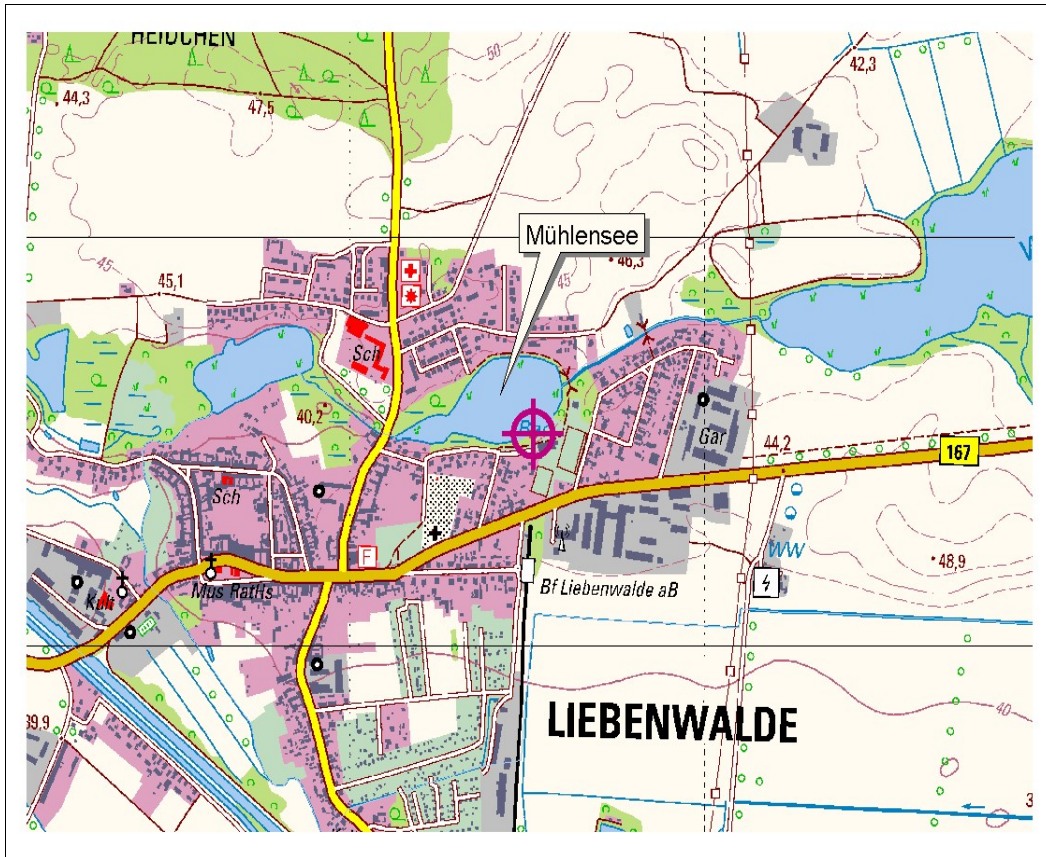 HEIDCHEN
50
42,3
44,3
47,5
Mühlensee
45
46,3
45
45,1
Sch
40,2
Gar
44,2
167
Sch
F
WW
48,9
Mus RatHs
Kult
Bf Liebenwalde aB
LIEBENWALDE
40
39,9